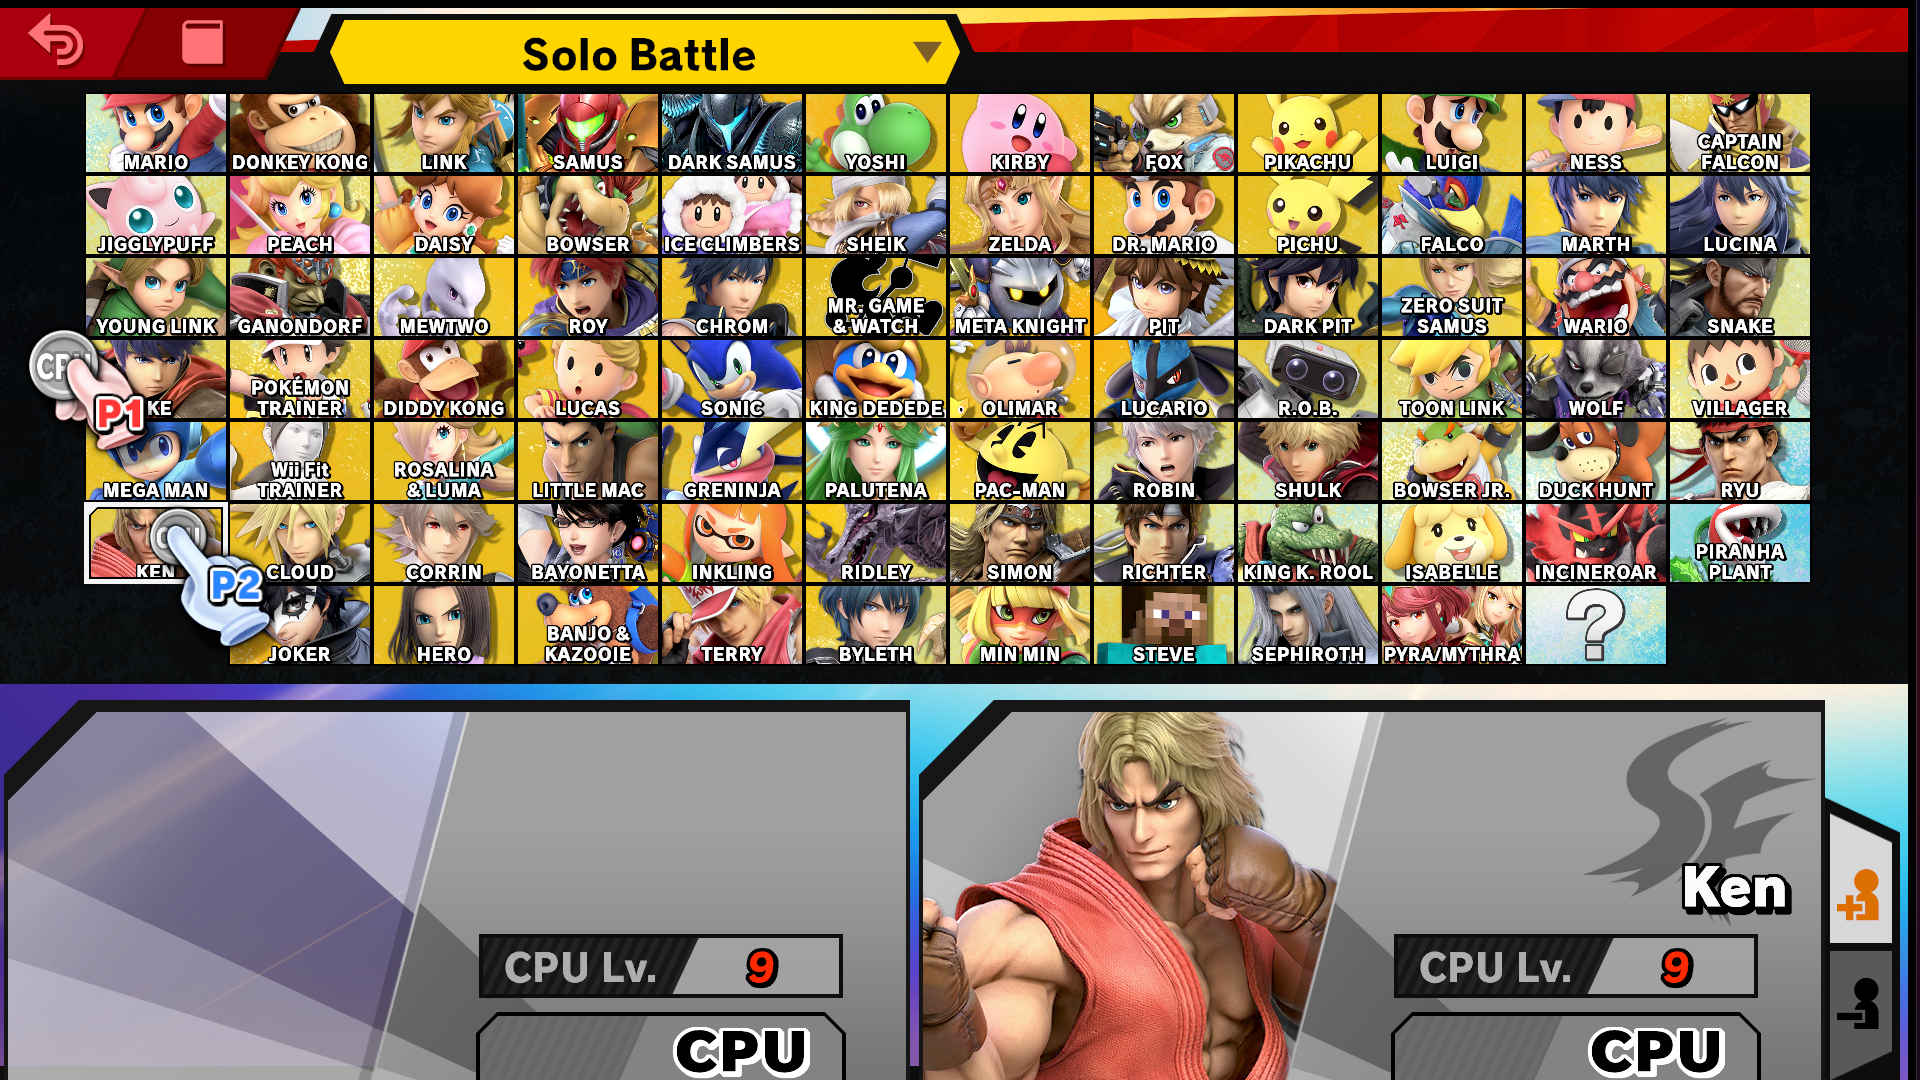 Solo Battle
MARIO
DONKEY KONG
LINK
SAMUS
DARK SAMUS
YOSHI
KIRBY
FOX
PIKACHU
LUIGI
NESS
CAPTAIN
FALCON
JIGGLYPUFF
PEACH
DAISY
BOWSER
ICE CLIMBERS
SHEIK
ZELDA
DR. MARIO
PICHU
FALCO
MARTH
LUCINA
YOUNG LINK
GANONDORF
MEWTWO
ROY
CHROM
MR. GAME
& WATCH
META KNIGHT
PIT
DARK PIT
ZERO SUIT
SAMUS
WARIO
SNAKE
CPU
P1
KE
POKÉMON
TRAINER
DIDDY KONG
LUCAS
SONIC
KING DEDEDE
OLIMAR
LUCARIO
R.O.B.
TOON LINK
WOLF
VILLAGER
MEGA MAN
Wii Fit
TRAINER
ROSALINA
& LUMA
LITTLE MAC
GRENINJA
PALUTENA
PAC-MAN
ROBIN
SHULK
BOWSER JR.
DUCK HUNT
RYU
KEN
CPU
P2
CLOUD
CORRIN
BAYONETTA
INKLING
RIDLEY
SIMON
RICHTER
KING K. ROOL
ISABELLE
INCINEROAR
PIRANHA
PLANT
JOKER
HERO
BANJO &
KAZOOIE
TERRY
BYLETH
MIN MIN
STEVE
SEPHIROTH
PYRA/MYTHRA
?
Ken
CPU Lv. 9
CPU Lv. 9
CPU
CPU